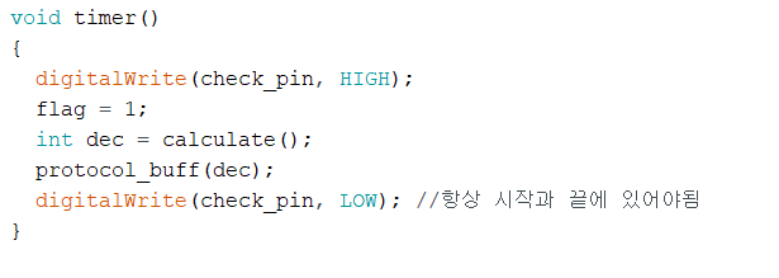 void timer()
{
  digitalWrite(check_pin, HIGH);
  flag = 1;
  int dec = calculate();
  protocol_buff(dec);
  digitalWrite(check_pin, LOW); //항상 시작과 끝에 있어야됨
}